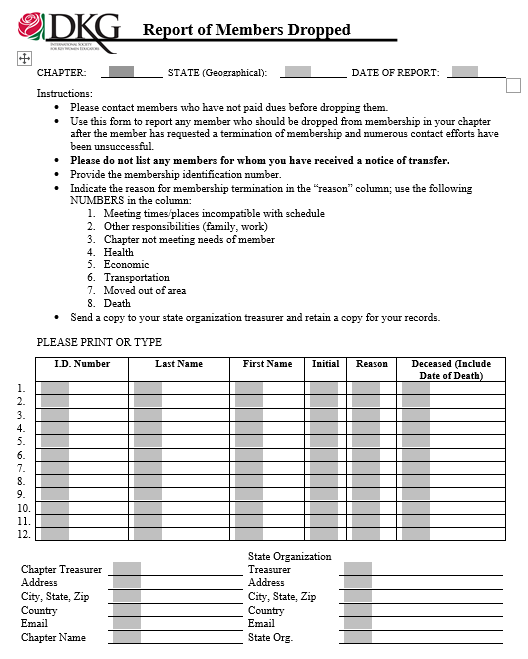 DKG
INTERNATIONAL SOCIETY
FOR KEY WOMEN EDUCATORS
Report of Members Dropped
CHAPTER: STATE (Geographical): DATE OF REPORT:
Instructions:
• Please contact members who have not paid dues before dropping them.
• Use this form to report any member who should be dropped from membership in your chapter
after the member has requested a termination of membership and numerous contact efforts have
been unsuccessful.
• Please do not list any members for whom you have received a notice of transfer.
• Provide the membership identification number.
• Indicate the reason for membership termination in the “reason” column; use the following
NUMBERS in the column:
1. Meeting times/places incompatible with schedule
2. Other responsibilities (family, work)
3. Chapter not meeting needs of member
4. Health
5. Economic
6. Transportation
7. Moved out of area
8. Death
• Send a copy to your state organization treasurer and retain a copy for your records.
PLEASE PRINT OR TYPE
I.D. Number Last Name First Name Initial Reason Deceased (Include
Date of Death)
1.
2.
3.
4.
5.
6.
7.
8.
9.
10.
11.
12.
State Organization
Chapter Treasurer Treasurer
Address Address
City, State, Zip City, State, Zip
Country Country
Email Email
Chapter Name State Org.